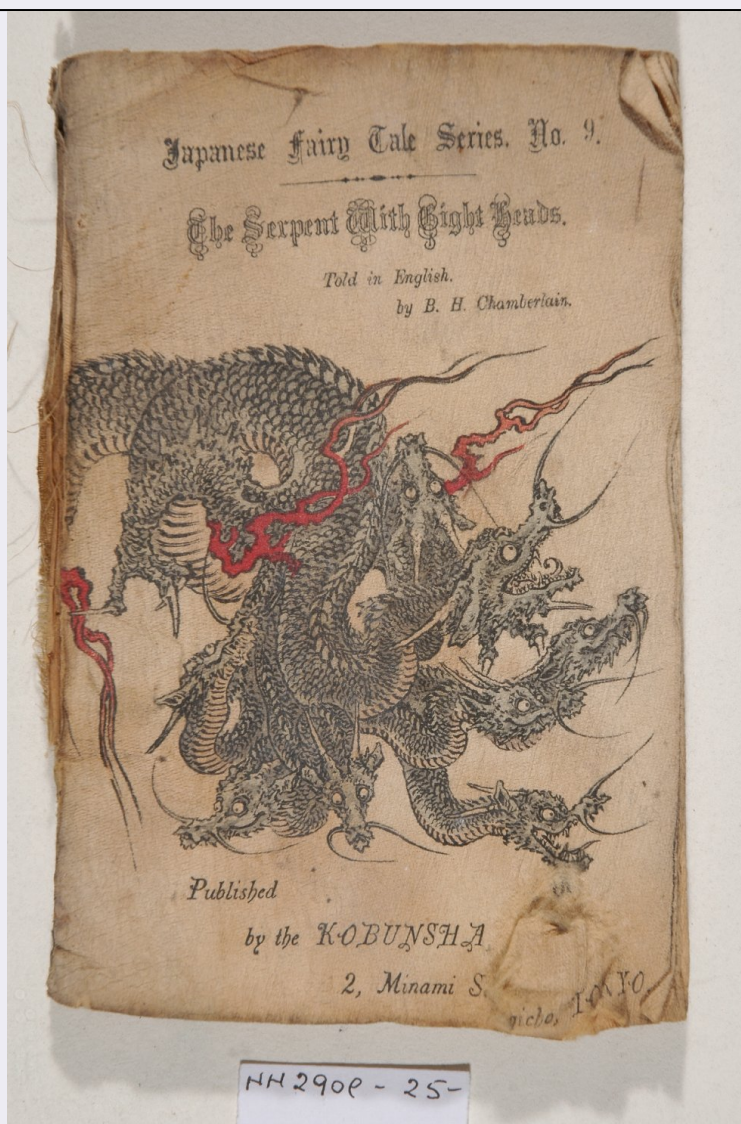 Japanese Fairy Tale Series. No. 9.
The Serpent With Eight Heads.
Told in English.
by B. H. Chamberlain.
Published
by the KOBUNSHA
2, Minami S
gicho, TOKYO.
HH290e - 25-